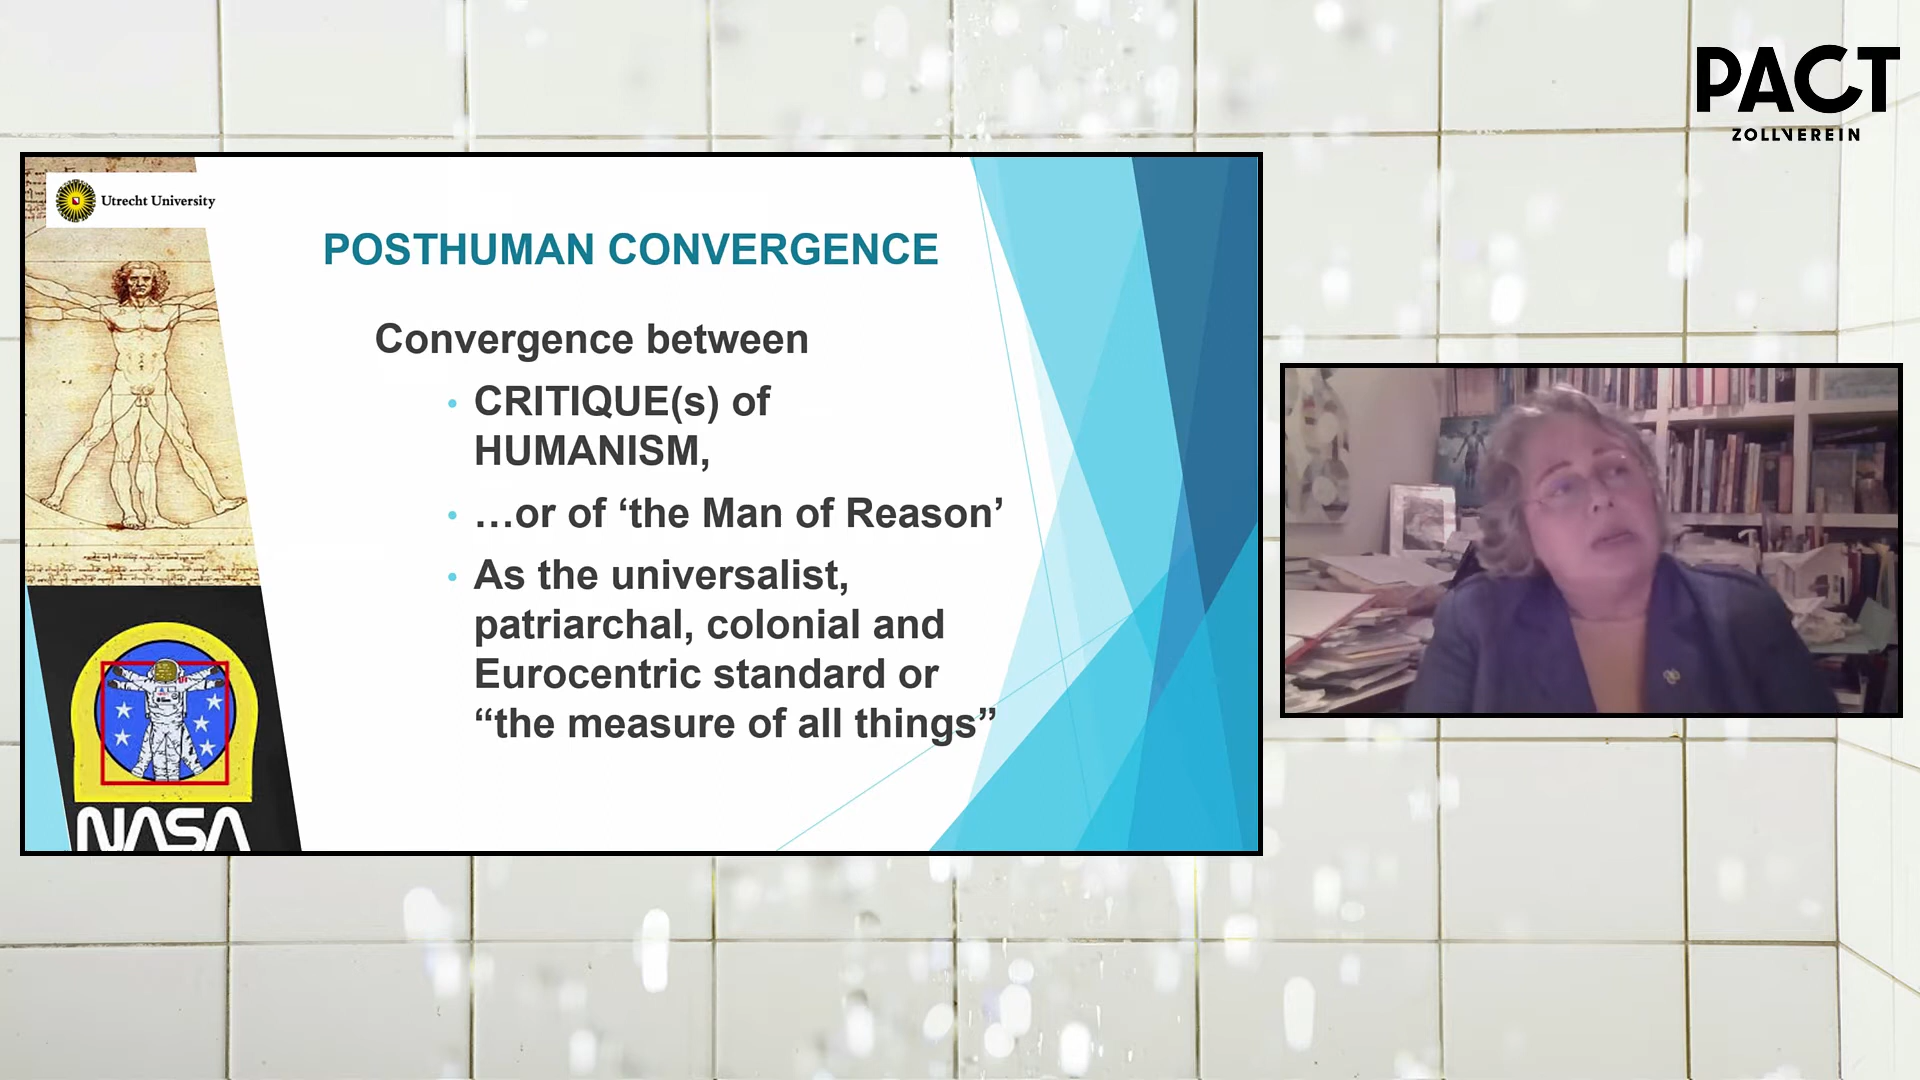 PACT
ZOLLVEREIN
Utrecht University
POSTHUMAN CONVERGENCE
Convergence between
• CRITIQUE(s) of
HUMANISM,
• …or of ‘the Man of Reason’
• As the universalist,
patriarchal, colonial and
Eurocentric standard or
“the measure of all things”
NASA